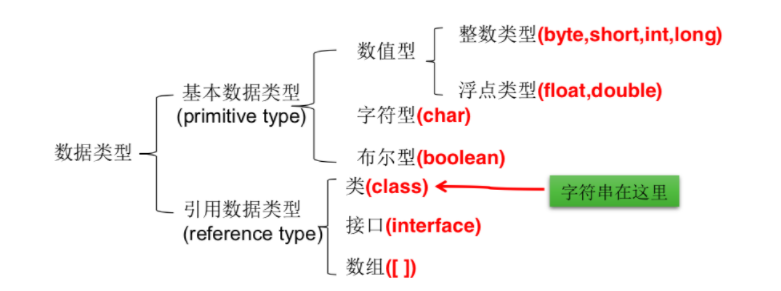 整数类型(byte,short,int,long)
数值型
浮点类型(float,double)
基本数据类型
(primitive type)
字符型(char)
布尔型(boolean)
数据类型
类(class)
字符串在这里
引用数据类型
(reference type)
接口(interface)
数组([ ])